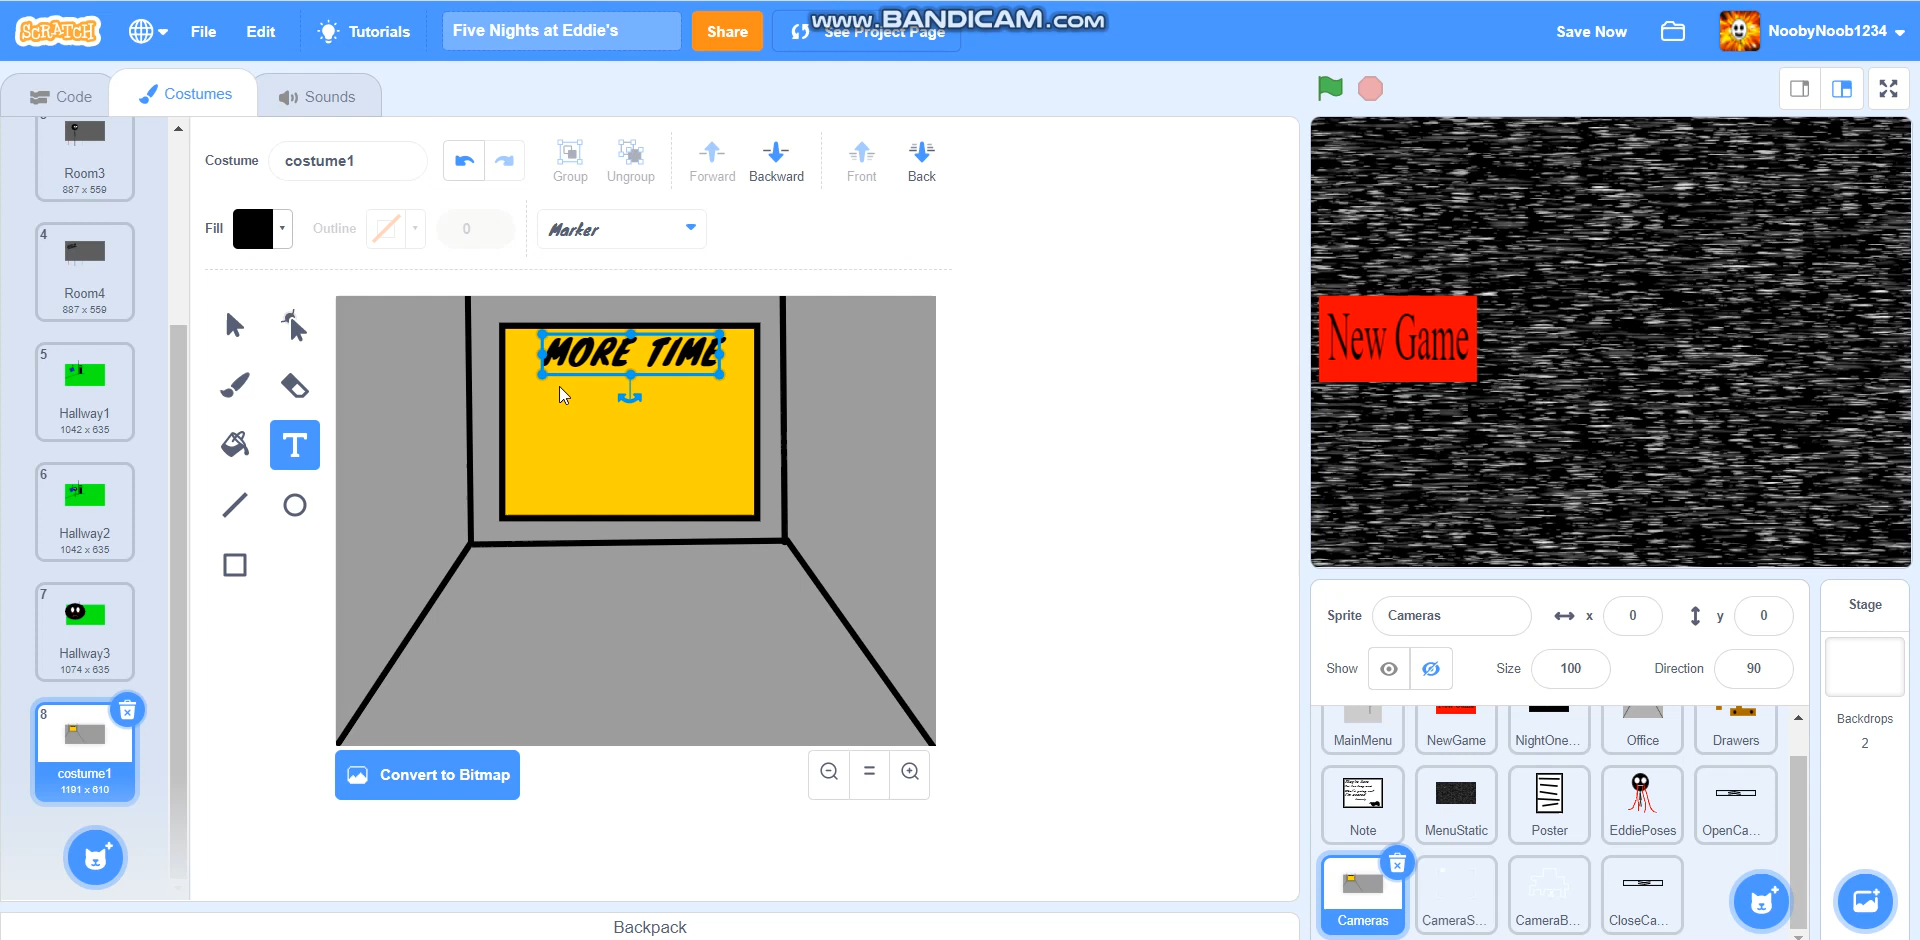 SCRATCH
File
Edit
Tutorials
Five Nights at Eddie's
Share
See Project Page
www.BANDICAM.com
Save Now
NoobyNoob1234
Code
Costumes
Sounds
Costume
costume1
Group
Ungroup
Forward
Backward
Front
Back
Fill
Outline
0
Marker
T
MORE TIME
Convert to Bitmap
Room3
887 x 559
4
Room4
887 x 559
5
Hallway1
1042 x 635
6
Hallway2
1042 x 635
7
Hallway3
1074 x 635
8
costume1
1191 x 610
Backpack
New Game
Sprite
Cameras
x
0
y
0
Show
Size
100
Direction
90
Stage
Backdrops
2
MainMenu
NewGame
NightOne...
Office
Drawers
Note
MenuStatic
Poster
EddiePoses
OpenCa...
Cameras
CameraS...
CameraB...
CloseCa...